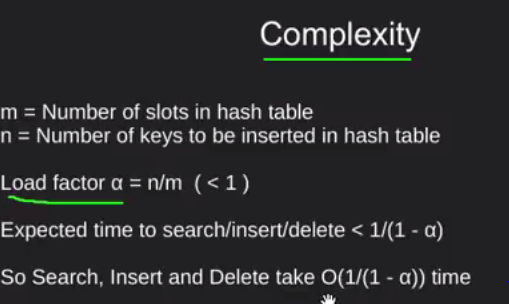 Complexity
m = Number of slots in hash table
n = Number of keys to be inserted in hash table
Load factor α = n/m ( < 1 )
Expected time to search/insert/delete < 1/(1 - α)
So Search, Insert and Delete take O(1/(1 - α)) time